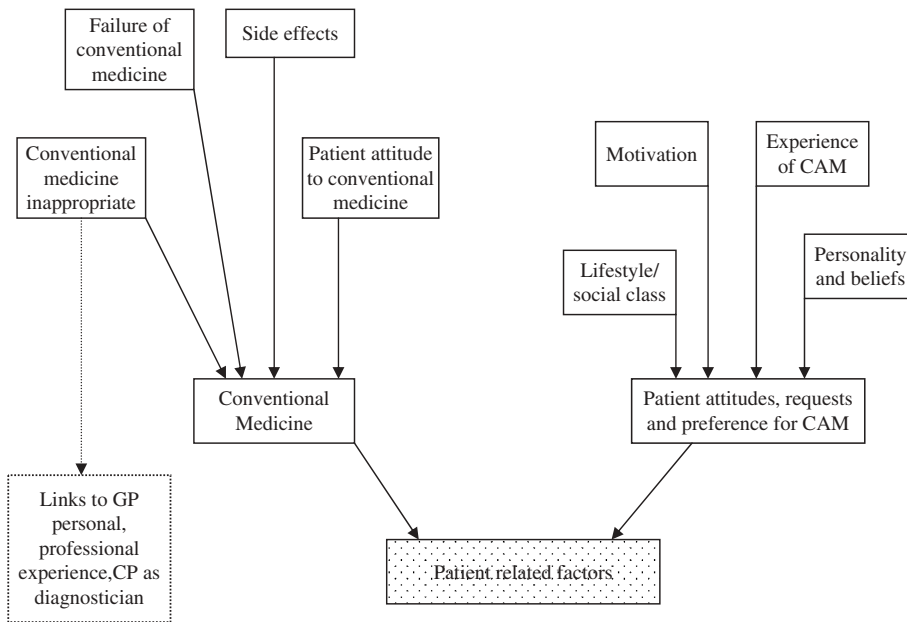 Failure of
conventional
medicine
Side effects
Conventional
medicine
inappropriate
Patient attitude
to conventional
medicine
Motivation
Experience
of CAM
Lifestyle/
social class
Personality
and beliefs
Conventional
Medicine
Patient attitudes, requests
and preference for CAM
Links to GP
personal,
professional
experience,CP as
diagnostician
Patient related factors